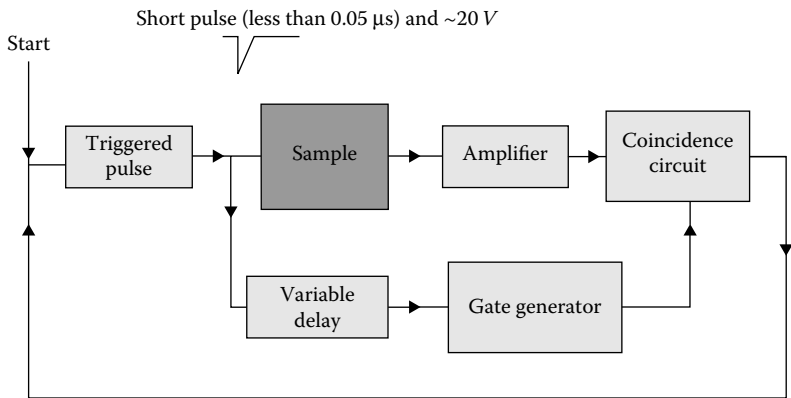 Short pulse (less than 0.05 μs) and ~20 V
Start
Triggered
pulse
Sample
Amplifier
Coincidence
circuit
Variable
delay
Gate generator